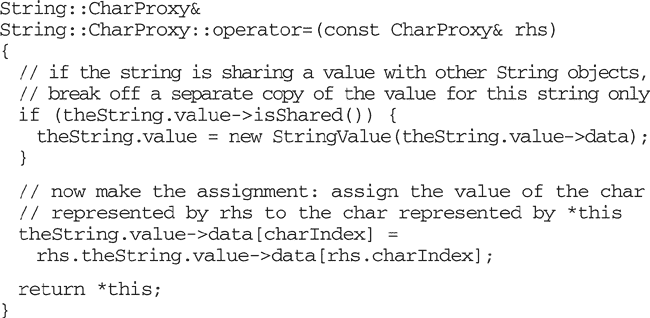 String::CharProxy&
String::CharProxy::operator=(const CharProxy& rhs)
{
  // if the string is sharing a value with other String objects,
  // break off a separate copy of the value for this string only
  if (theString.value->isShared()) {
    theString.value = new StringValue(theString.value->data);
  }

  // now make the assignment: assign the value of the char
  // represented by rhs to the char represented by *this
  theString.value->data[charIndex] =
    rhs.theString.value->data[rhs.charIndex];

  return *this;
}